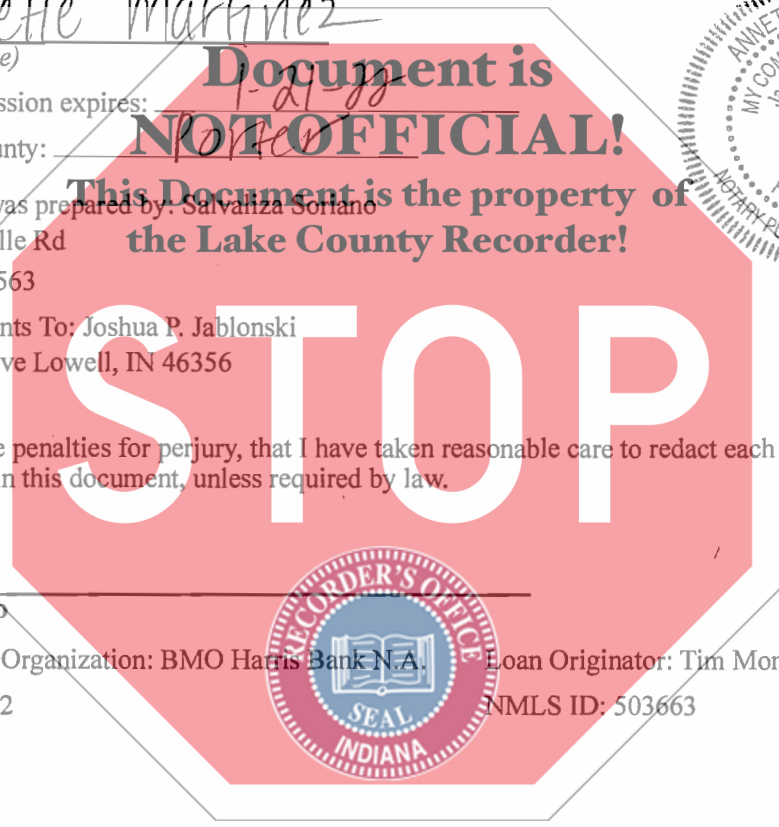 ette Martinez
e)
Document is
ssion expires: 1-21-22
NOT OFFICIAL!
unty: Porter
This Document is the property of
was prepared by: Salvaliza Soriano
lle Rd
the Lake County Recorder!
563
nts To: Joshua P. Jablonski
ve Lowell, IN 46356
STOP
e penalties for perjury, that I have taken reasonable care to redact each
n this document, unless required by law.
Organization: BMO Harris Bank N.A. Loan Originator: Tim Mor
2 NMLS ID: 503663
RECORDER'S OFFICE
SEAL
INDIANA
ANNET
MY COM
NOTARY PU